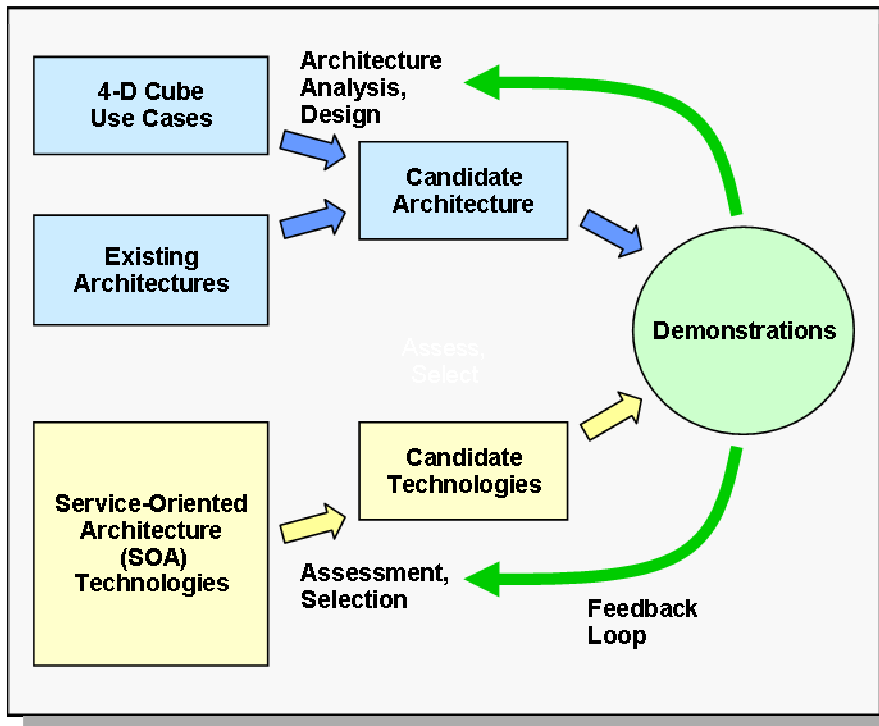 4-D Cube
Use Cases
Architecture
Analysis,
Design
Candidate
Architecture
Existing
Architectures
Demonstrations
Assess,
Select
Service-Oriented
Architecture
(SOA)
Technologies
Candidate
Technologies
Assessment,
Selection
Feedback
Loop